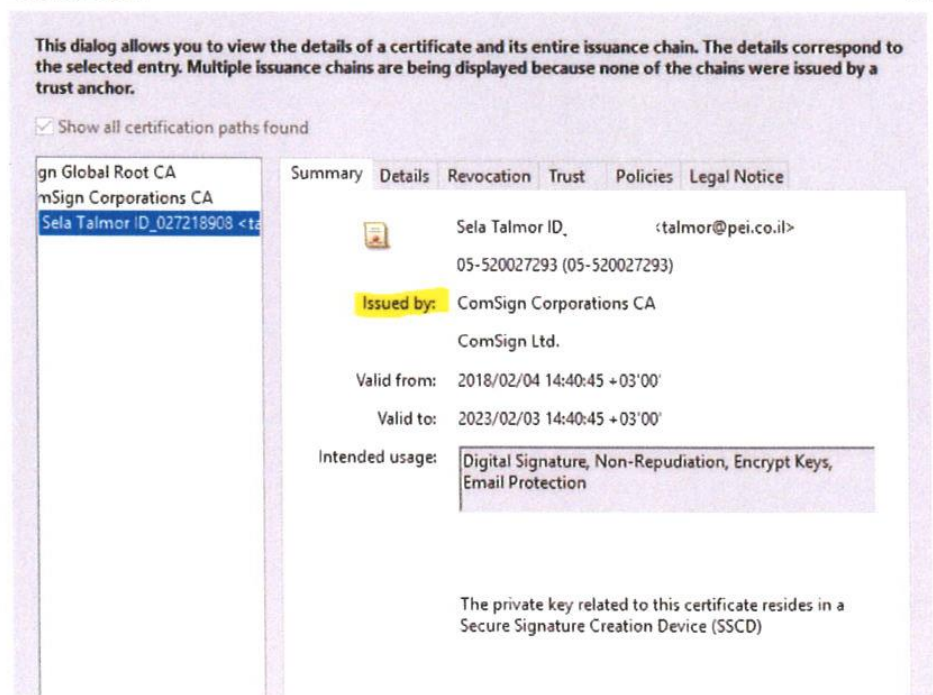 This dialog allows you to view the details of a certificate and its entire issuance chain. The details correspond to
the selected entry. Multiple issuance chains are being displayed because none of the chains were issued by a
trust anchor.
Show all certification paths found
gn Global Root CA
mSign Corporations CA
Sela Talmor ID_027218908 <ta
Summary Details Revocation Trust Policies Legal Notice
Sela Talmor ID_ <talmor@pei.co.il>
05-520027293 (05-520027293)
Issued by: ComSign Corporations CA
ComSign Ltd.
Valid from: 2018/02/04 14:40:45 +03'00'
Valid to: 2023/02/03 14:40:45 +03'00'
Intended usage: Digital Signature, Non-Repudiation, Encrypt Keys,
Email Protection
The private key related to this certificate resides in a
Secure Signature Creation Device (SSCD)